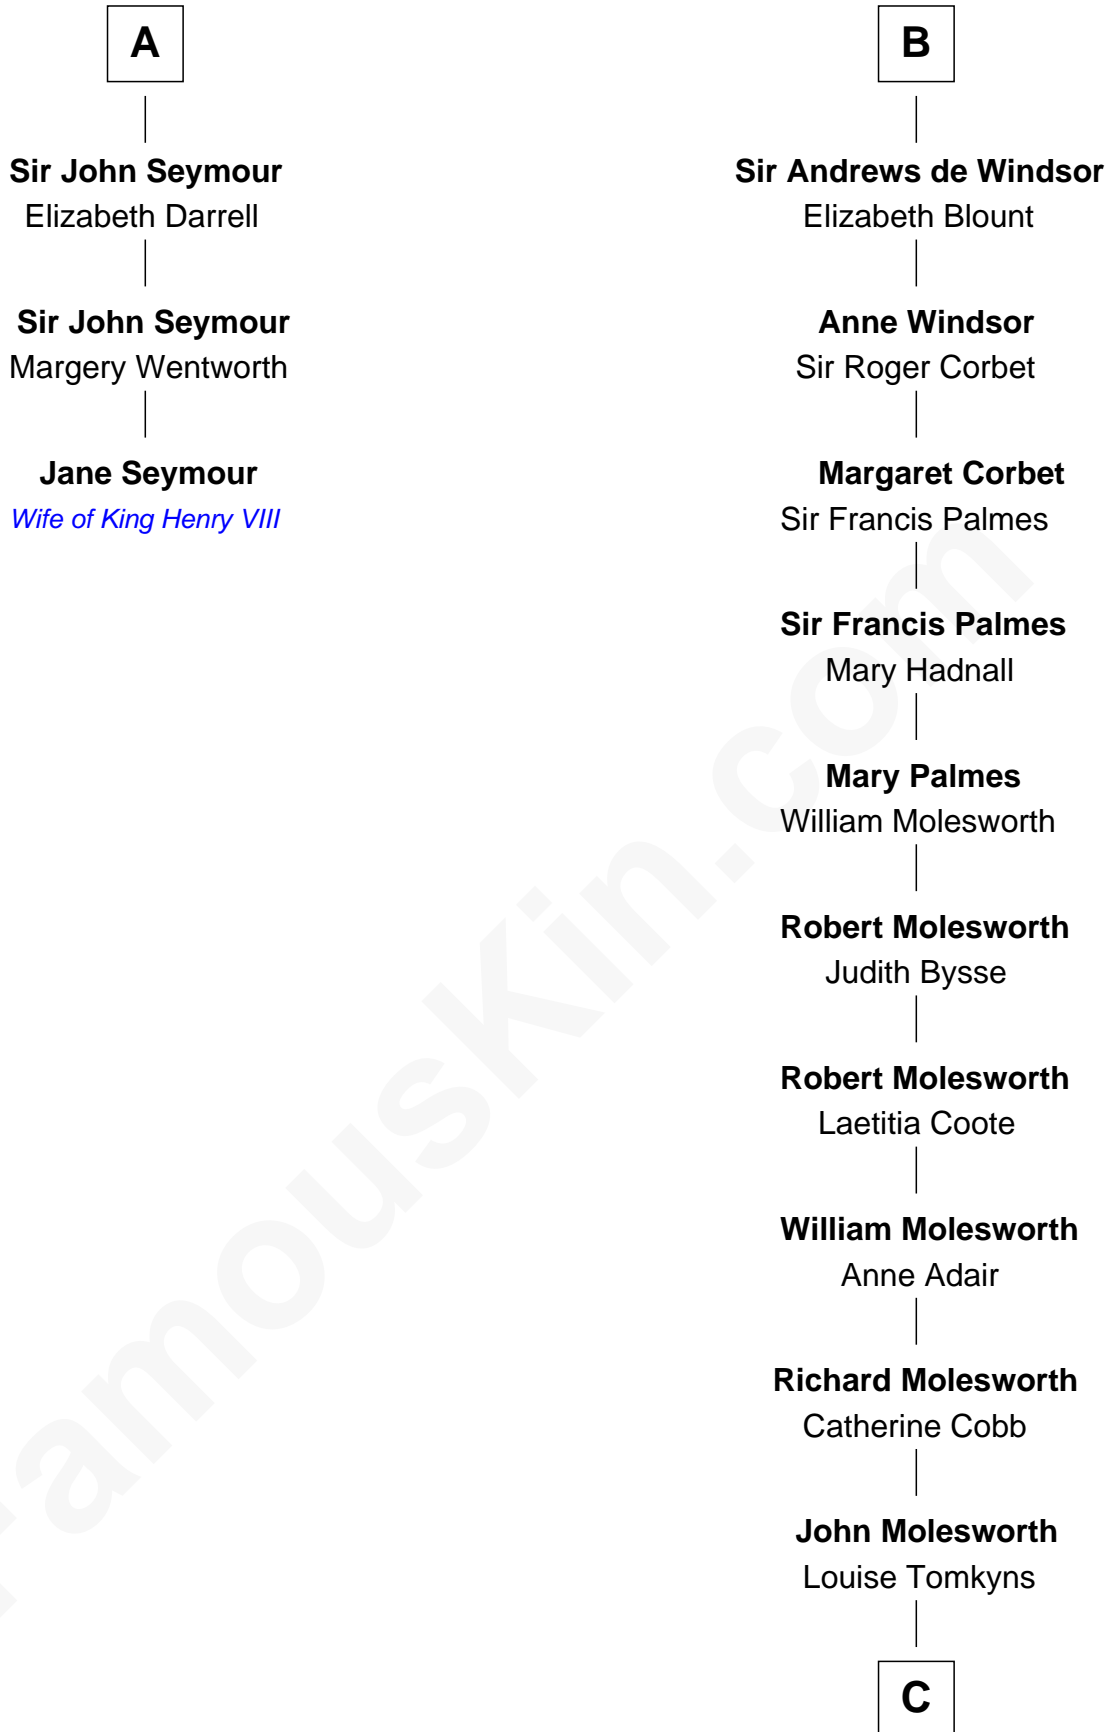 A
Sir John Seymour
Elizabeth Darrell
Sir John Seymour
Margery Wentworth
Jane Seymour
Wife of King Henry VIII
B
Sir Andrews de Windsor
Elizabeth Blount
Anne Windsor
Sir Roger Corbet
Margaret Corbet
Sir Francis Palmes
Sir Francis Palmes
Mary Hadnall
Mary Palmes
William Molesworth
Robert Molesworth
Judith Bysse
Robert Molesworth
Laetitia Coote
William Molesworth
Anne Adair
Richard Molesworth
Catherine Cobb
John Molesworth
Louise Tomkyns
C
FamousKin.com